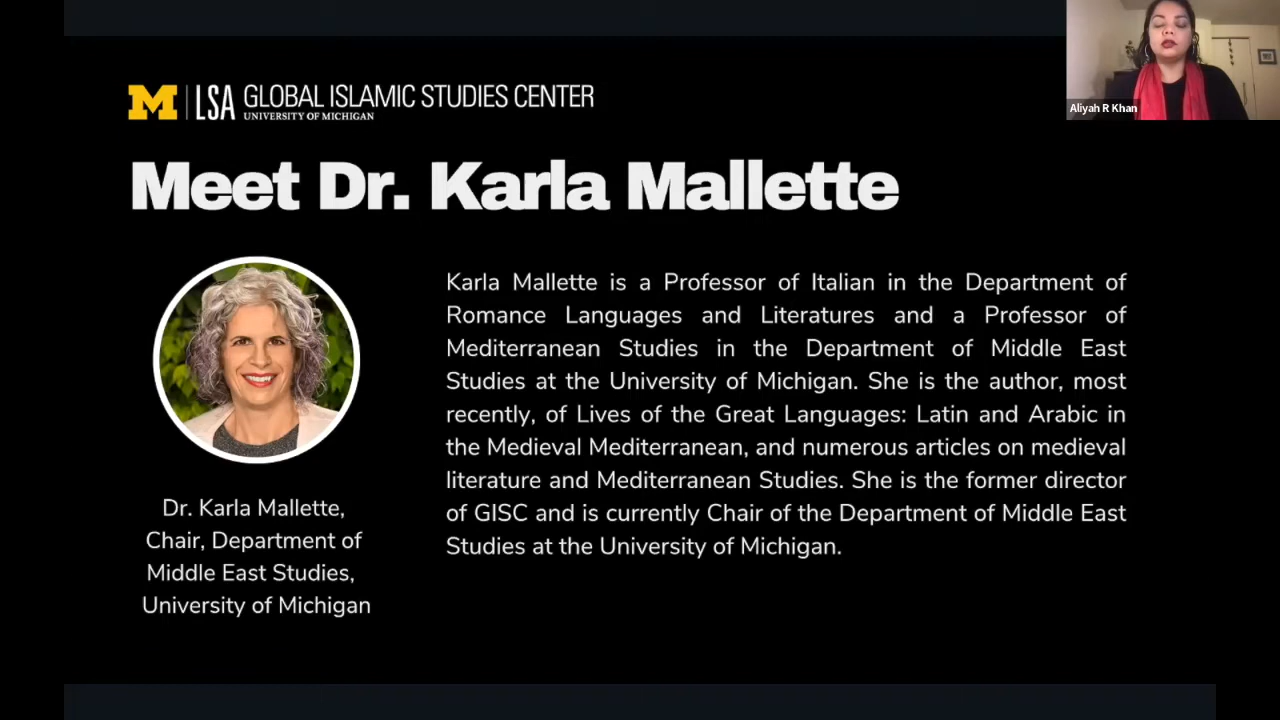 Aliyah R Khan
M | LSA GLOBAL ISLAMIC STUDIES CENTER
UNIVERSITY OF MICHIGAN
Meet Dr. Karla Mallette
Karla Mallette is a Professor of Italian in the Department of
Romance Languages and Literatures and a Professor of
Mediterranean Studies in the Department of Middle East
Studies at the University of Michigan. She is the author, most
recently, of Lives of the Great Languages: Latin and Arabic in
the Medieval Mediterranean, and numerous articles on medieval
literature and Mediterranean Studies. She is the former director
of GISC and is currently Chair of the Department of Middle East
Studies at the University of Michigan.
Dr. Karla Mallette,
Chair, Department of
Middle East Studies,
University of Michigan